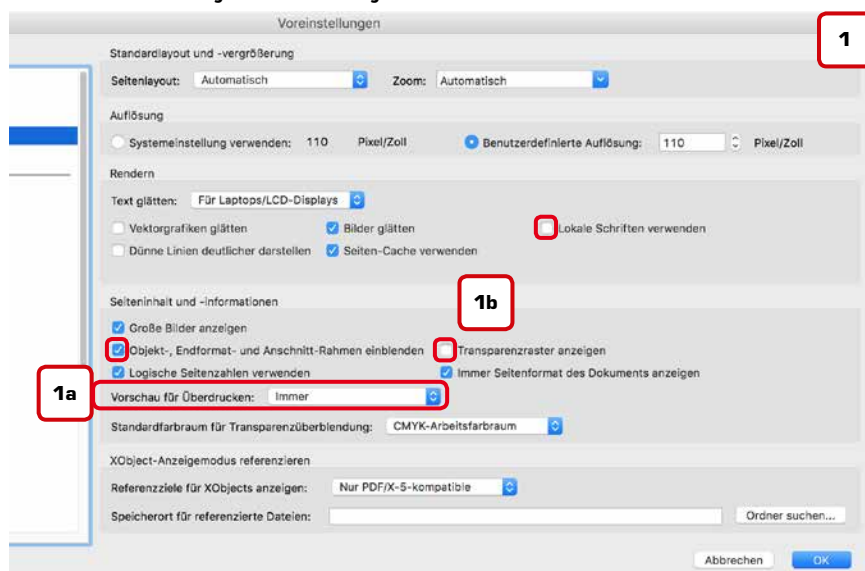 Voreinstellungen
1
Standardlayout und -vergrößerung
Seitenlayout: Automatisch Zoom: Automatisch
Auflösung
Systemeinstellung verwenden: 110 Pixel/Zoll Benutzerdefinierte Auflösung: 110 Pixel/Zoll
Rendern
Text glätten: Für Laptops/LCD-Displays
Vektorgrafiken glätten Bilder glätten Lokale Schriften verwenden
Dünne Linien deutlicher darstellen Seiten-Cache verwenden
Seiteninhalt und -informationen
1b
Große Bilder anzeigen
Objekt-, Endformat- und Anschnitt-Rahmen einblenden Transparenzraster anzeigen
Logische Seitenzahlen verwenden Immer Seitenformat des Dokuments anzeigen
1a
Vorschau für Überdrucken: Immer
Standardfarbraum für Transparenzüberblendung: CMYK-Arbeitsfarbraum
XObject-Anzeigemodus referenzieren
Referenzziele für XObjects anzeigen: Nur PDF/X-5-kompatible
Speicherort für referenzierte Dateien: Ordner suchen...
Abbrechen OK